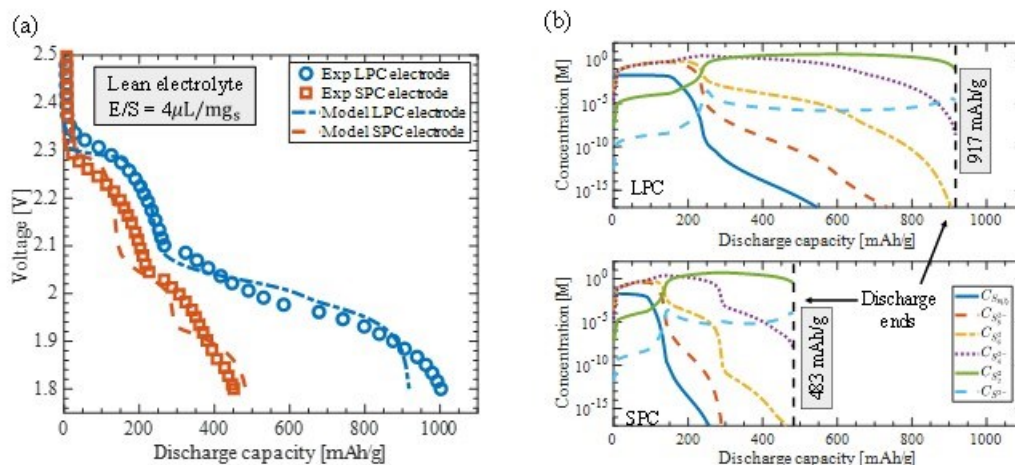 (a)
2.5
2.4
2.3
2.2
2.1
2.0
1.9
1.8
Voltage [V]
Lean electrolyte
E/S = 4μL/mg_s
Exp LPC electrode
Exp SPC electrode
Model LPC electrode
Model SPC electrode
0 200 400 600 800 1000
Discharge capacity [mAh/g]
(b)
Concentration [M]
10^0
10^-5
10^-10
10^-15
LPC
917 mAh/g
0 200 400 600 800 1000
Discharge capacity [mAh/g]
Concentration [M]
10^0
10^-5
10^-10
10^-15
SPC
483 mAh/g
Discharge
ends
0 200 400 600 800 1000
Discharge capacity [mAh/g]